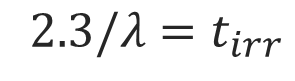 2.3/λ = t_irr